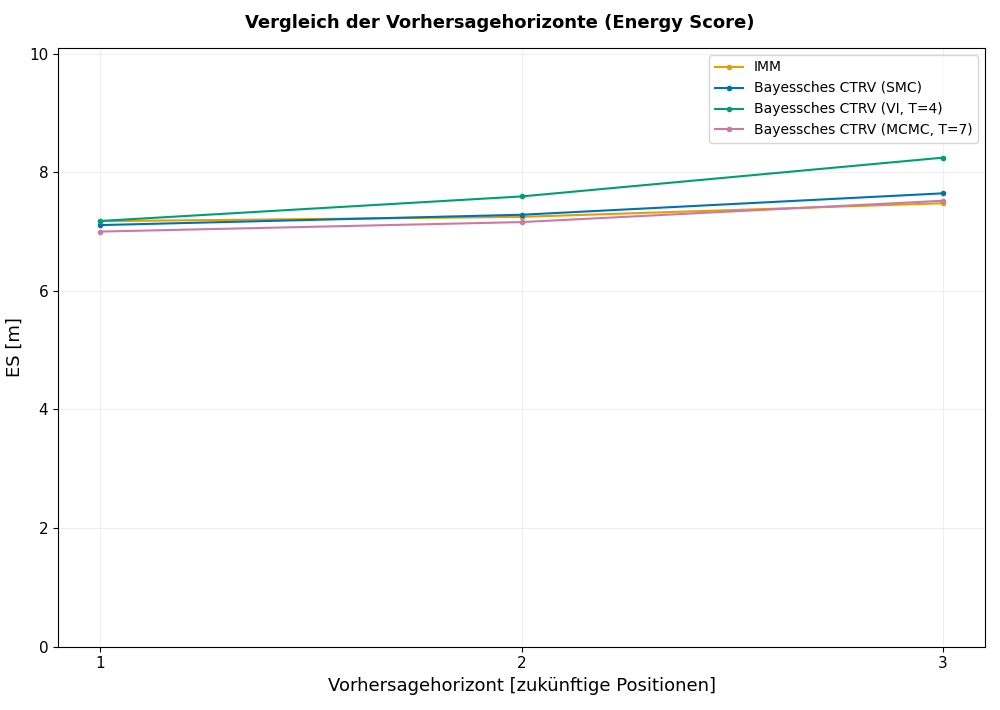 Vergleich der Vorhersagehorizonte (Energy Score)
10
8
6
4
2
0
ES [m]
IMM
Bayessches CTRV (SMC)
Bayessches CTRV (VI, T=4)
Bayessches CTRV (MCMC, T=7)
1
2
3
Vorhersagehorizont [zukünftige Positionen]